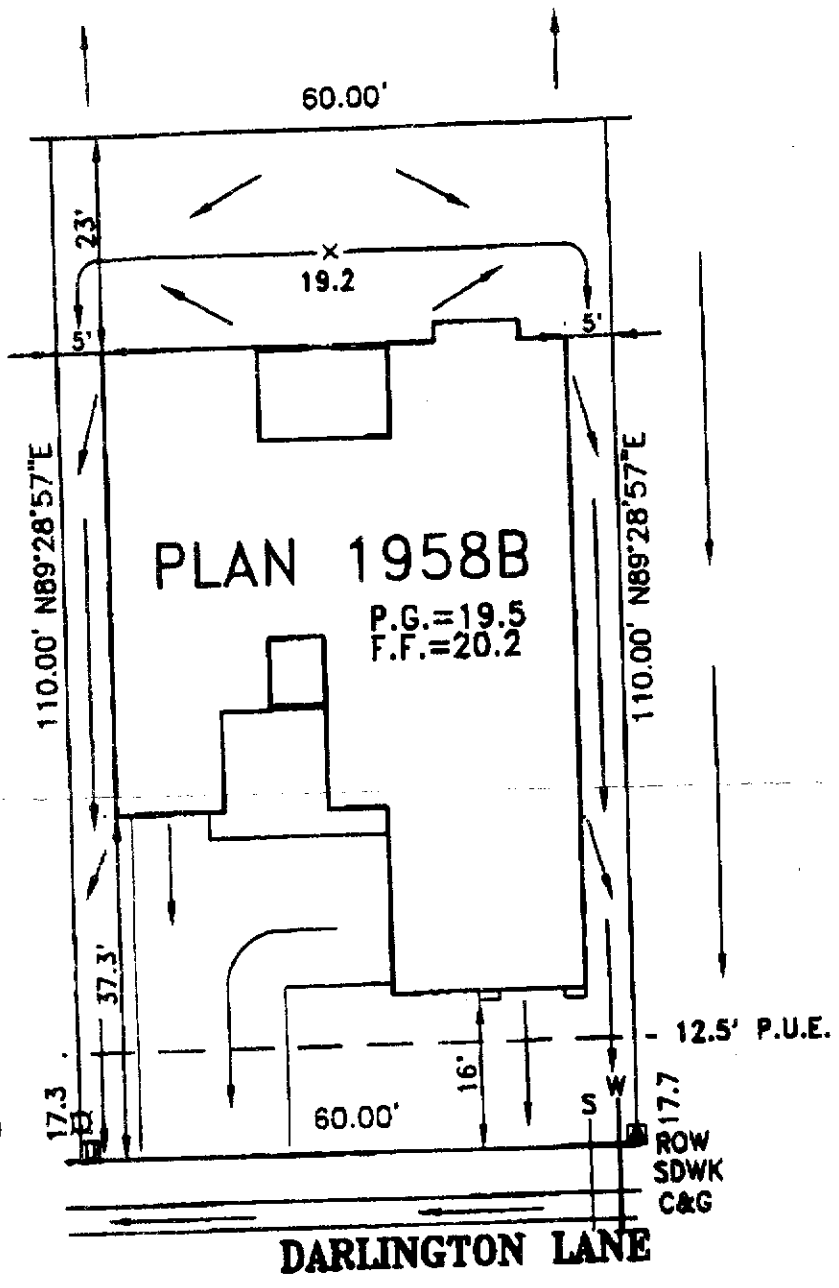 60.00'
23'
X
19.2
5'
5'
110.00' N89°28'57"E
110.00' N89°28'57"E
PLAN 1958B
P.G.=19.5
F.F.=20.2
37.3'
12.5' P.U.E.
16'
17.3
60.00'
S
W
17.7
ROW
SDWK
C&G
DARLINGTON LANE